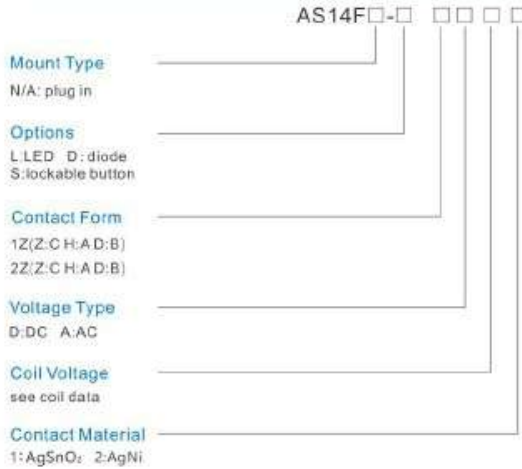 AS14F□-□ □□□□
Mount Type
N/A: plug in
Options
L:LED D:diode
S:lockable button
Contact Form
1Z(Z:C H:A D:B)
2Z(Z:C H:A D:B)
Voltage Type
D:DC A:AC
Coil Voltage
see coil data
Contact Material
1:AgSnO₂ 2:AgNi